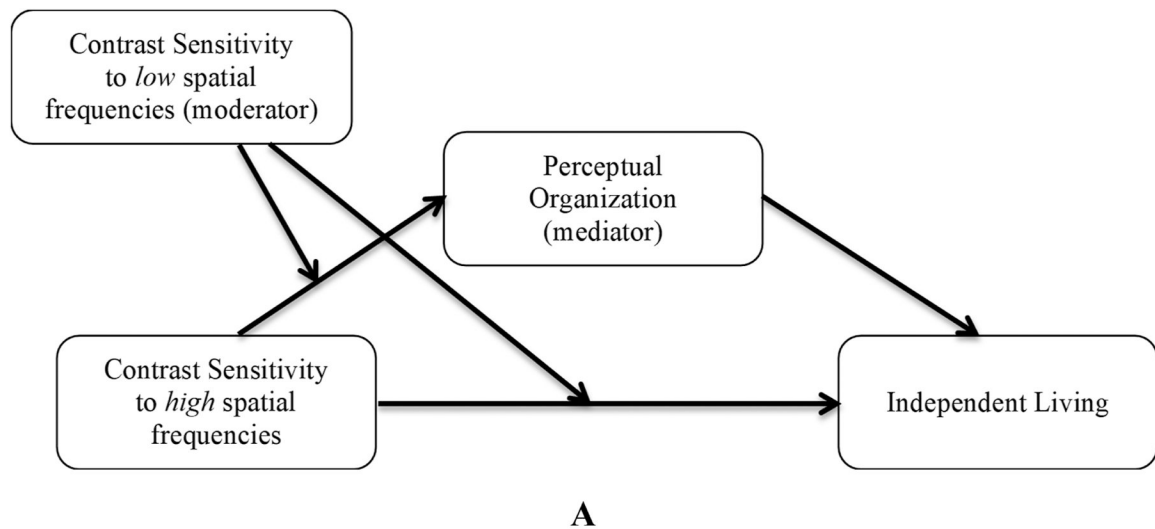 Contrast Sensitivity
to low spatial
frequencies (moderator)
Perceptual
Organization
(mediator)
Contrast Sensitivity
to high spatial
frequencies
Independent Living
A